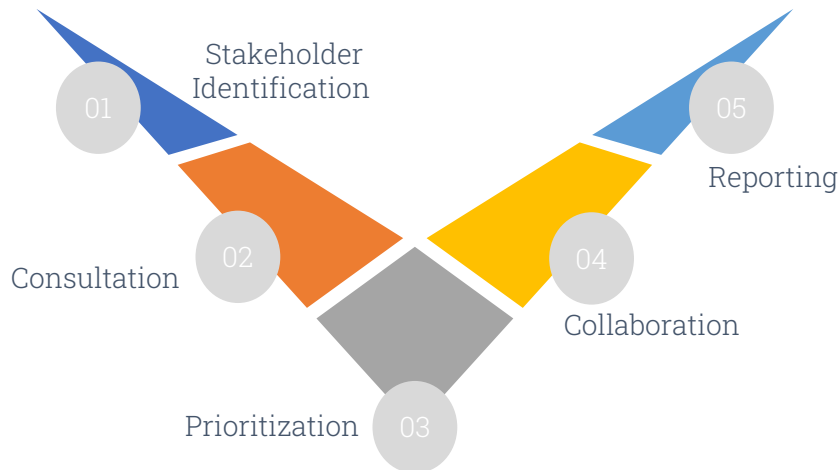 01
Stakeholder
Identification
02
Consultation
03
Prioritization
04
Collaboration
05
Reporting